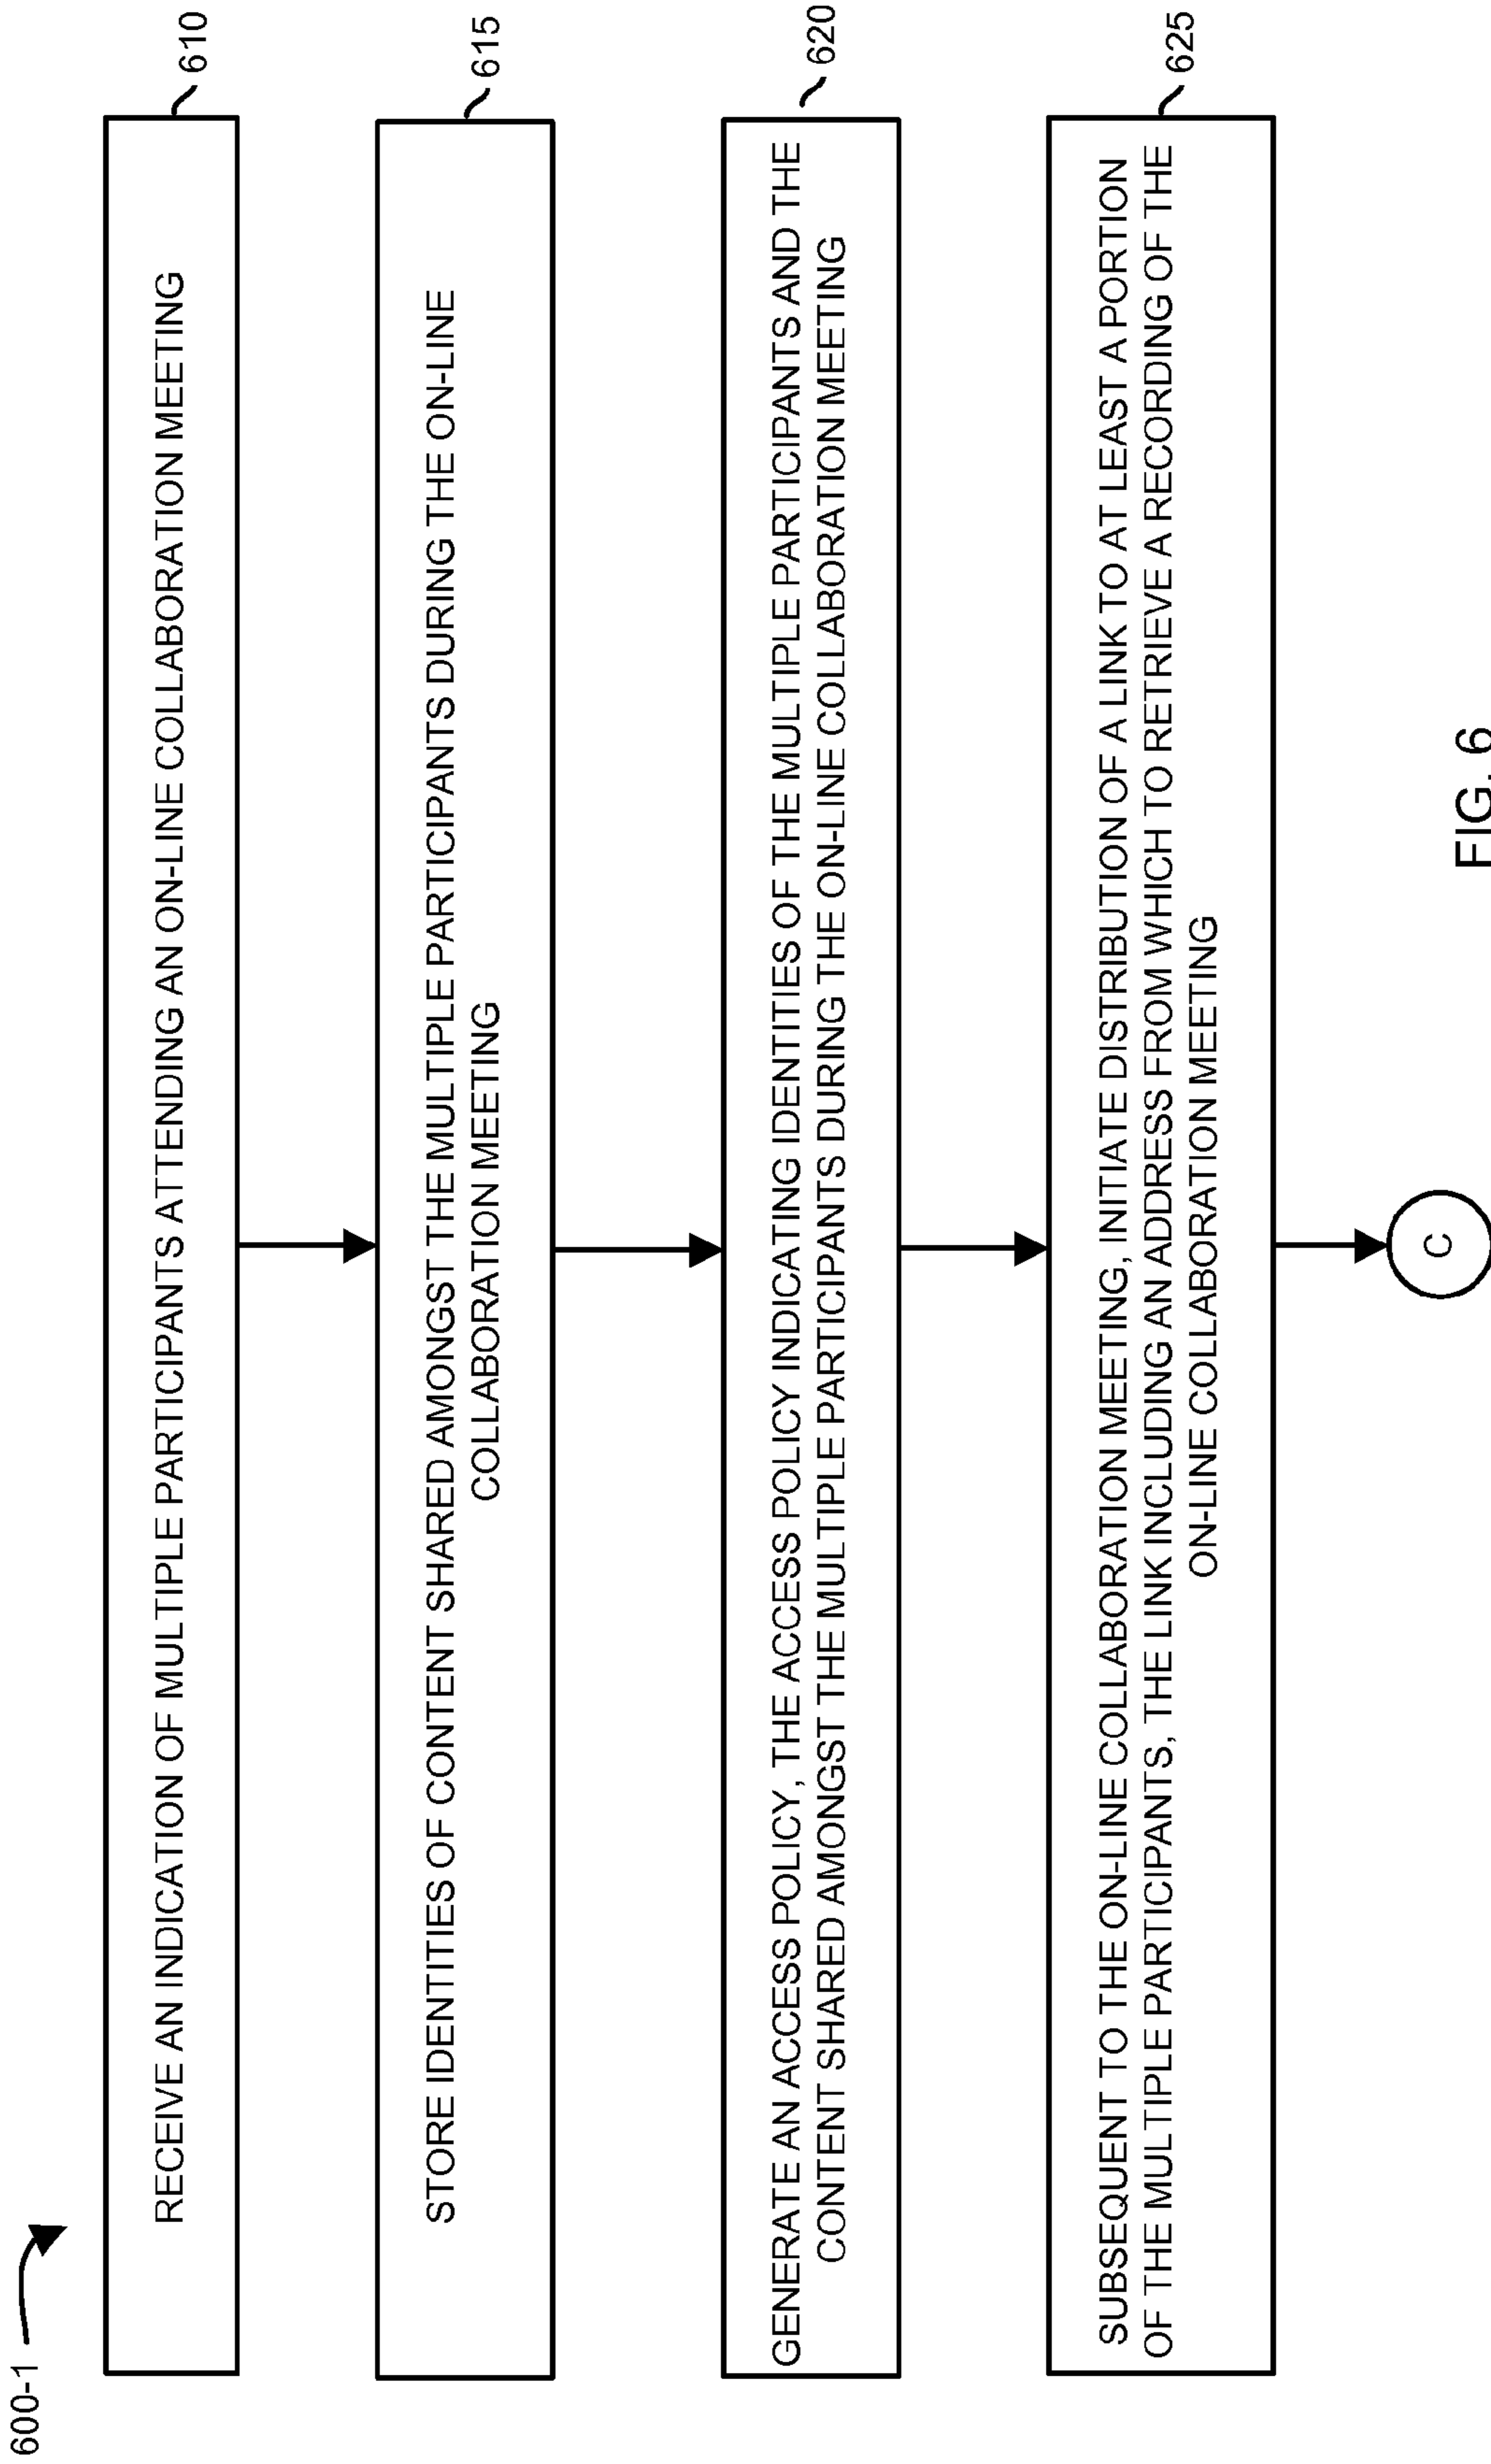 600-1
RECEIVE AN INDICATION OF MULTIPLE PARTICIPANTS ATTENDING AN ON-LINE COLLABORATION MEETING
610
STORE IDENTITIES OF CONTENT SHARED AMONGST THE MULTIPLE PARTICIPANTS DURING THE ON-LINE
COLLABORATION MEETING
615
GENERATE AN ACCESS POLICY, THE ACCESS POLICY INDICATING IDENTITIES OF THE MULTIPLE PARTICIPANTS AND THE
CONTENT SHARED AMONGST THE MULTIPLE PARTICIPANTS DURING THE ON-LINE COLLABORATION MEETING
620
SUBSEQUENT TO THE ON-LINE COLLABORATION MEETING, INITIATE DISTRIBUTION OF A LINK TO AT LEAST A PORTION
OF THE MULTIPLE PARTICIPANTS, THE LINK INCLUDING AN ADDRESS FROM WHICH TO RETRIEVE A RECORDING OF THE
ON-LINE COLLABORATION MEETING
625
C
FIG. 6